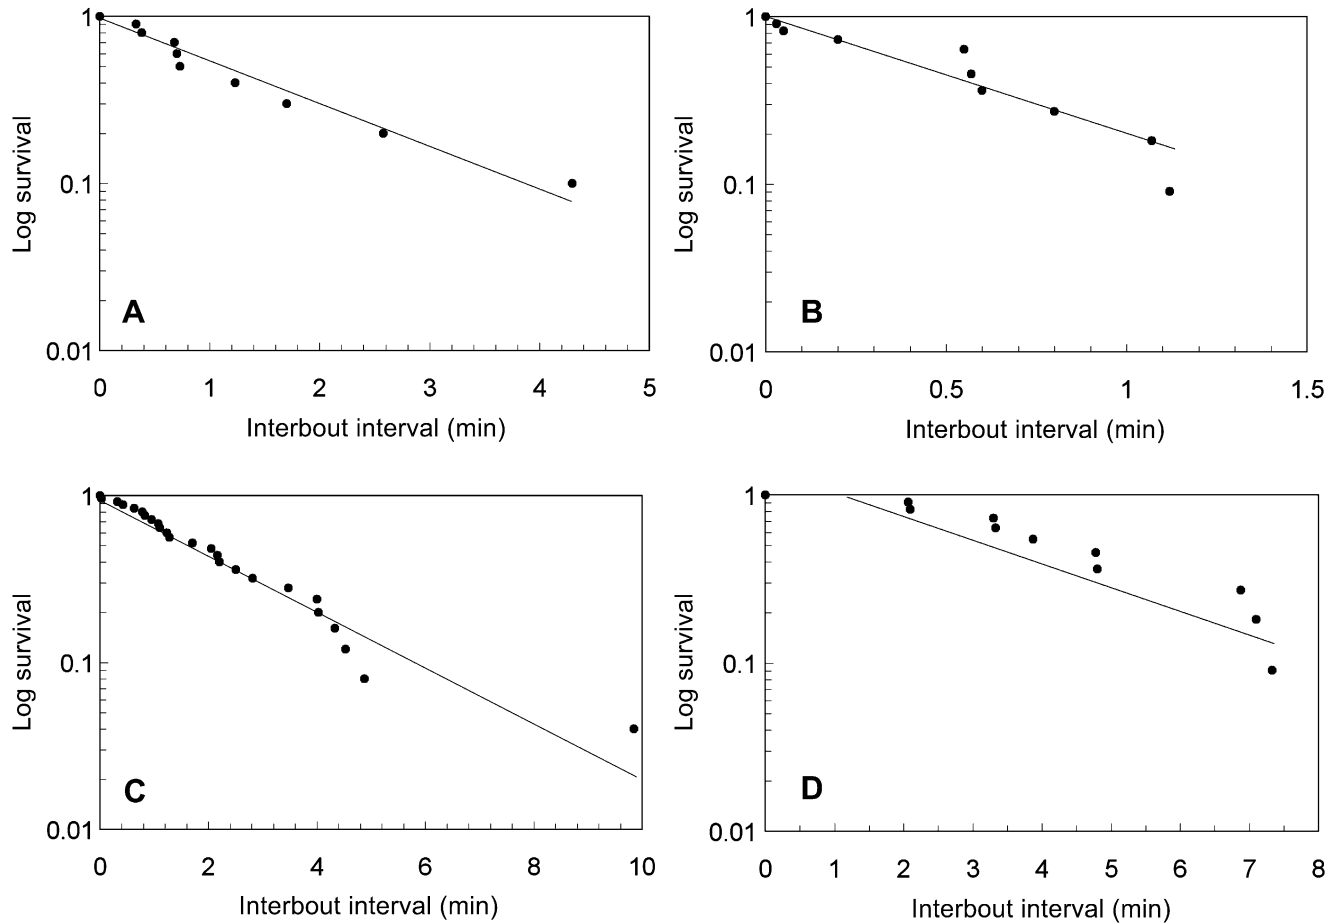 1
0.1
0.01
Log survival
A
0 1 2 3 4 5
Interbout interval (min)
1
0.1
0.01
Log survival
B
0 0.5 1 1.5
Interbout interval (min)
1
0.1
0.01
Log survival
C
0 2 4 6 8 10
Interbout interval (min)
1
0.1
0.01
Log survival
D
0 1 2 3 4 5 6 7 8
Interbout interval (min)